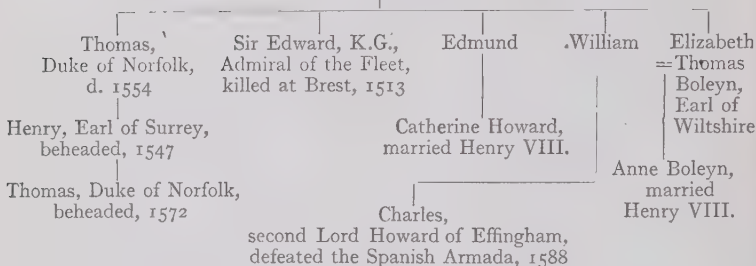 Thomas,
Duke of Norfolk,
d. 1554
Sir Edward, K.G.,
Admiral of the Fleet,
killed at Brest, 1513
Edmund
William
Elizabeth
=Thomas
Boleyn,
Earl of
Wiltshire
Henry, Earl of Surrey,
beheaded, 1547
Catherine Howard,
married Henry VIII.
Anne Boleyn,
married
Henry VIII.
Thomas, Duke of Norfolk,
beheaded, 1572
Charles,
second Lord Howard of Effingham,
defeated the Spanish Armada, 1588